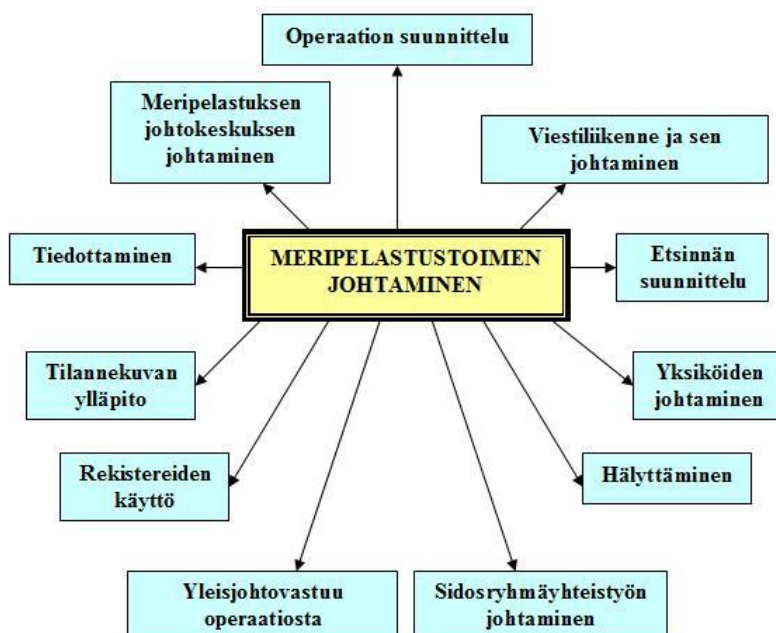 Operaation suunnittelu
Meripelastuksen
johtokeskuksen
johtaminen
Viestiliikenne ja sen
johtaminen
Tiedottaminen
MERIPELASTUSTOIMEN
JOHTAMINEN
Etsinnän
suunnittelu
Tilannekuvan
ylläpito
Yksiköiden
johtaminen
Rekistereiden
käyttö
Hälyttäminen
Yleisjohtovastuu
operaatiosta
Sidosryhmäyhteistyön
johtaminen